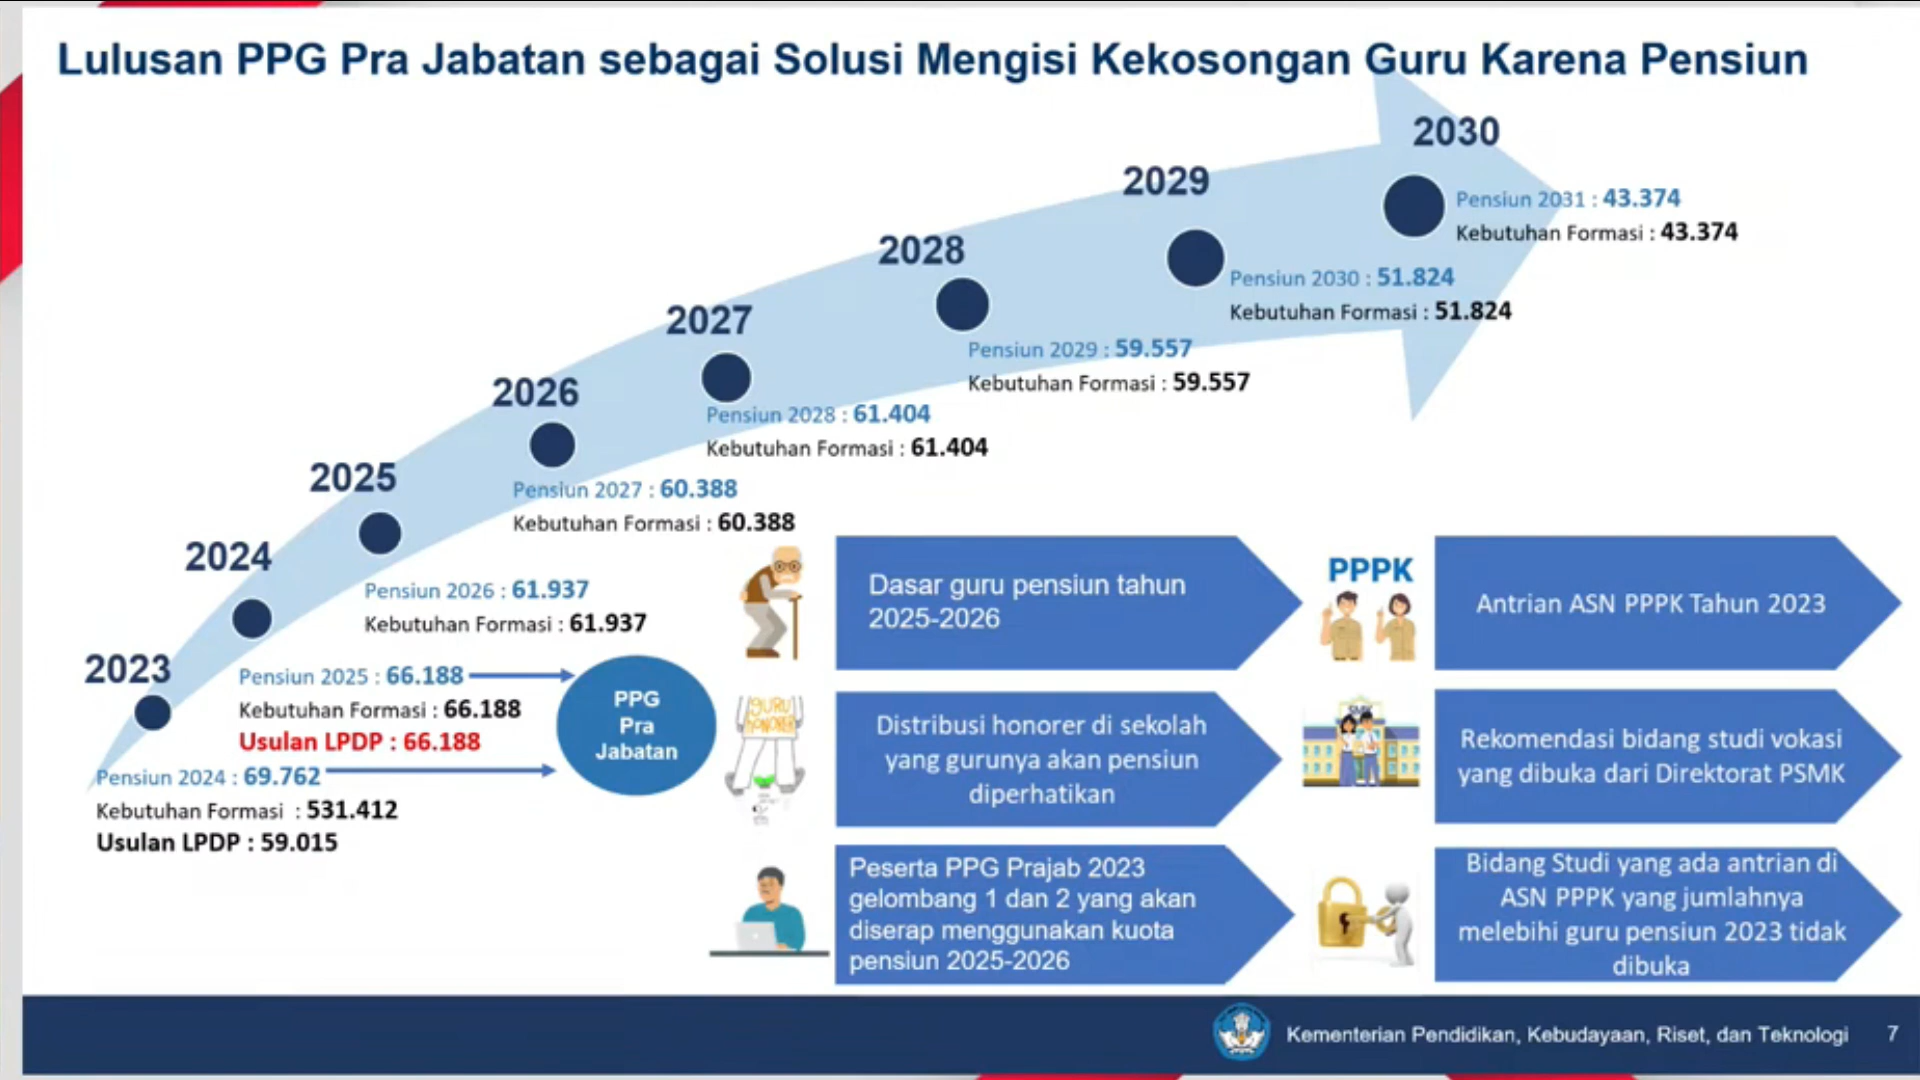 Lulusan PPG Pra Jabatan sebagai Solusi Mengisi Kekosongan Guru Karena Pensiun
2030
Pensiun 2031 : 43.374
Kebutuhan Formasi : 43.374
2029
Pensiun 2030 : 51.824
Kebutuhan Formasi : 51.824
2028
Pensiun 2029 : 59.557
Kebutuhan Formasi : 59.557
2027
Pensiun 2028 : 61.404
Kebutuhan Formasi : 61.404
2026
Pensiun 2027 : 60.388
Kebutuhan Formasi : 60.388
2025
Pensiun 2026 : 61.937
Kebutuhan Formasi : 61.937
2024
Pensiun 2025 : 66.188
Kebutuhan Formasi : 66.188
Usulan LPDP : 66.188
2023
Pensiun 2024 : 69.762
Kebutuhan Formasi : 531.412
Usulan LPDP : 59.015
PPG
Pra
Jabatan
Dasar guru pensiun tahun
2025-2026
PPPK
Antrian ASN PPPK Tahun 2023
GURU
HONORER
Distribusi honorer di sekolah
yang gurunya akan pensiun
diperhatikan
SMK
Rekomendasi bidang studi vokasi
yang dibuka dari Direktorat PSMK
Peserta PPG Prajab 2023
gelombang 1 dan 2 yang akan
diserap menggunakan kuota
pensiun 2025-2026
Bidang Studi yang ada antrian di
ASN PPPK yang jumlahnya
melebihi guru pensiun 2023 tidak
dibuka
Kementerian Pendidikan, Kebudayaan, Riset, dan Teknologi
7